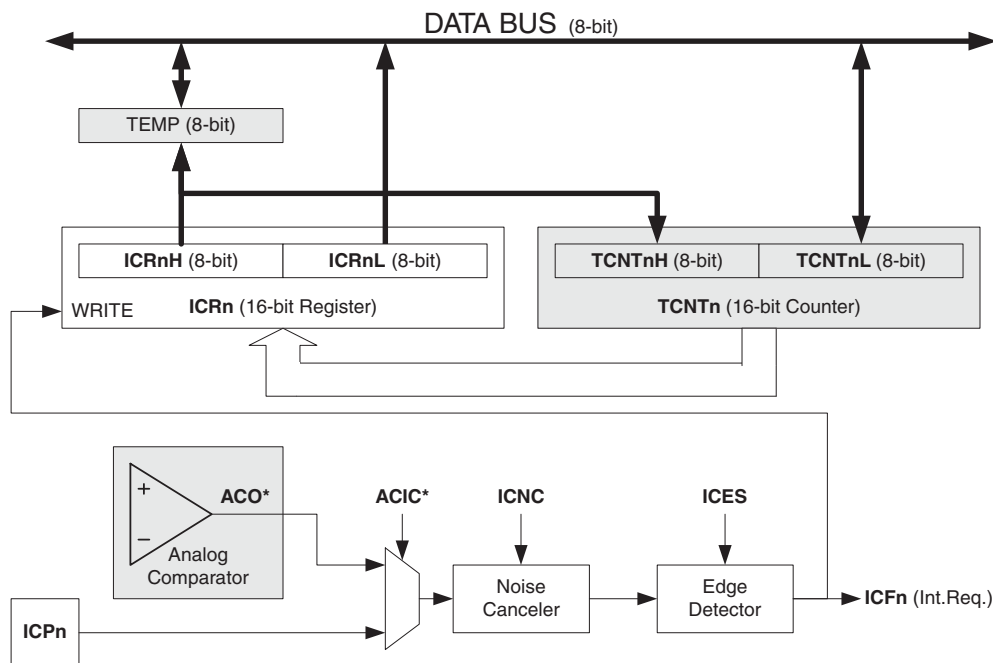 DATA BUS (8-bit)
TEMP (8-bit)
ICRnH (8-bit)
ICRnL (8-bit)
TCNTnH (8-bit)
TCNTnL (8-bit)
WRITE
ICRn (16-bit Register)
TCNTn (16-bit Counter)
+
−
ACO*
Analog
Comparator
ACIC*
ICNC
ICES
Noise
Canceler
Edge
Detector
ICFn (Int.Req.)
ICPn